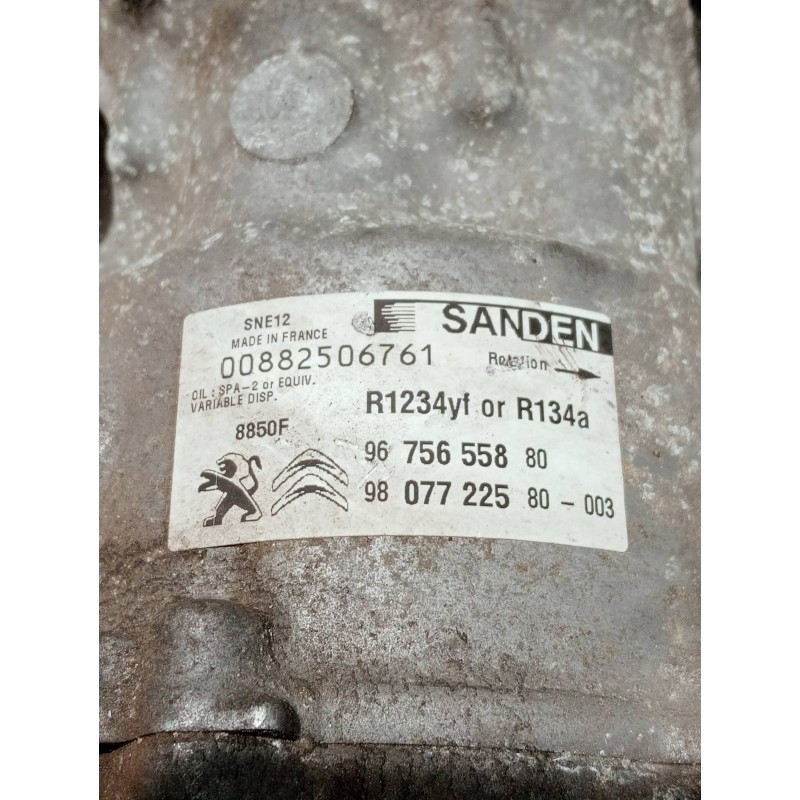 SNE12
MADE IN FRANCE
SANDEN
00882506761
Rotation
OIL : SPA-2 or EQUIV.
VARIABLE DISP.
R1234yf or R134a
8850F
96 756 558 80
98 077 225 80 - 003